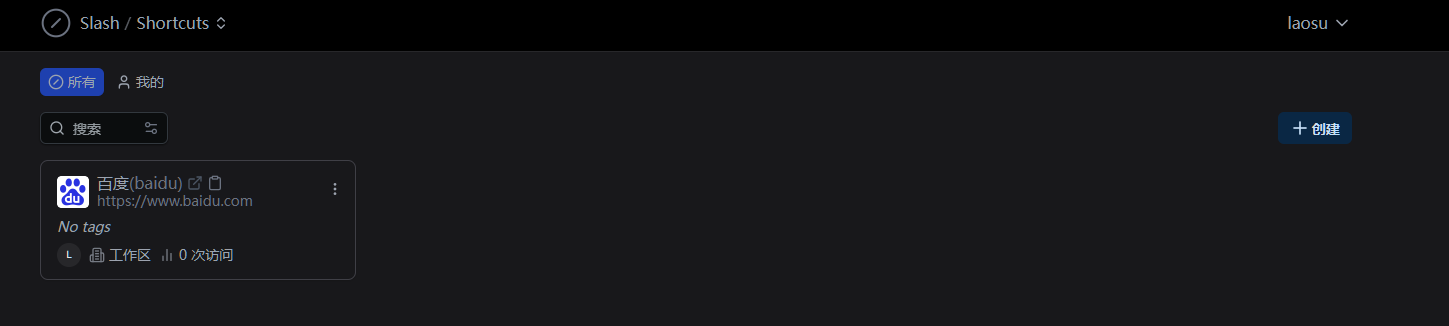 Slash / Shortcuts
laosu
所有 我的
搜索
创建
du
百度(baidu)
https://www.baidu.com
No tags
L 工作区 0 次访问